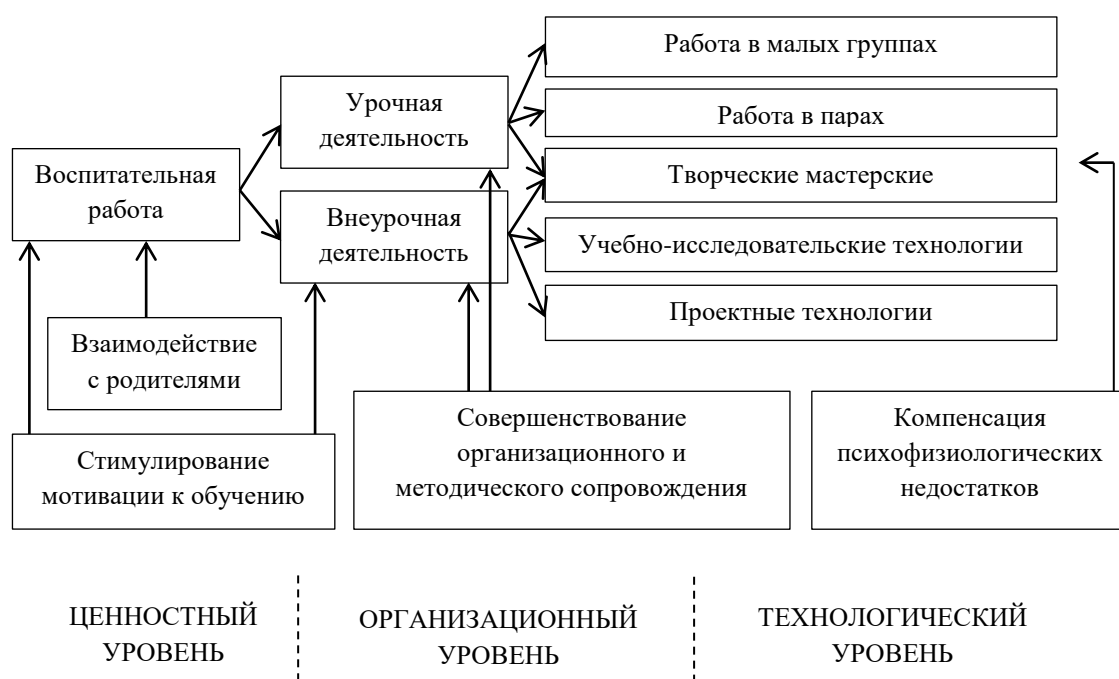 Работа в малых группах
Урочная
деятельность
Работа в парах
Воспитательная
работа
Творческие мастерские
Внеурочная
деятельность
Учебно-исследовательские технологии
Проектные технологии
Взаимодействие
с родителями
Стимулирование
мотивации к обучению
Совершенствование
организационного и
методического сопровождения
Компенсация
психофизиологических
недостатков
ЦЕННОСТНЫЙ
УРОВЕНЬ
ОРГАНИЗАЦИОННЫЙ
УРОВЕНЬ
ТЕХНОЛОГИЧЕСКИЙ
УРОВЕНЬ